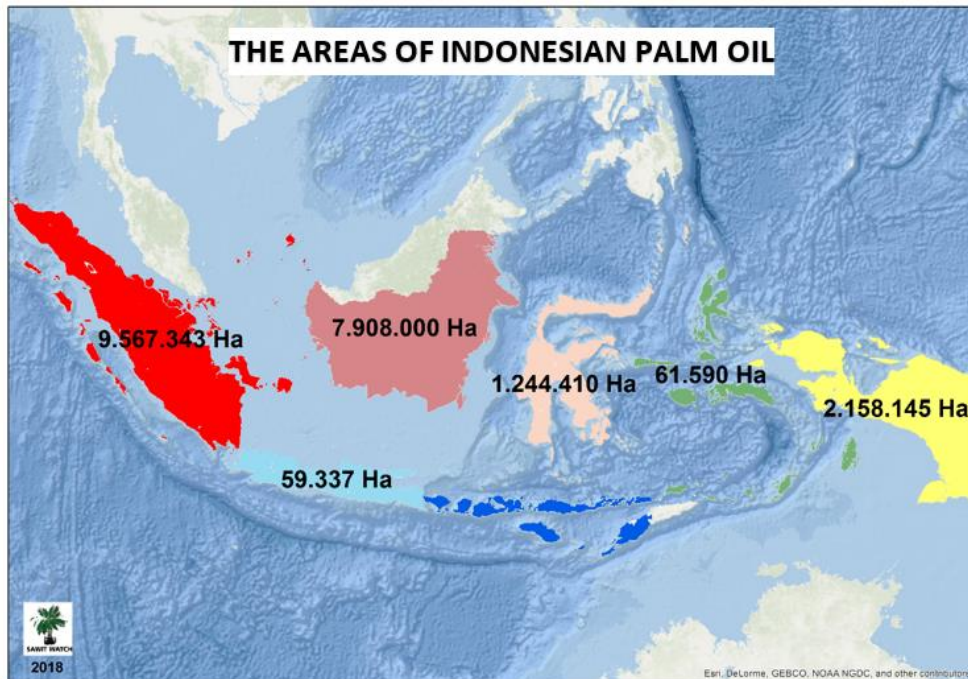 THE AREAS OF INDONESIAN PALM OIL
9.567.343 Ha
7.908.000 Ha
1.244.410 Ha
61.590 Ha
2.158.145 Ha
59.337 Ha
SAWIT WATCH
2018
Esri, DeLorme, GEBCO, NOAA NGDC, and other contributors